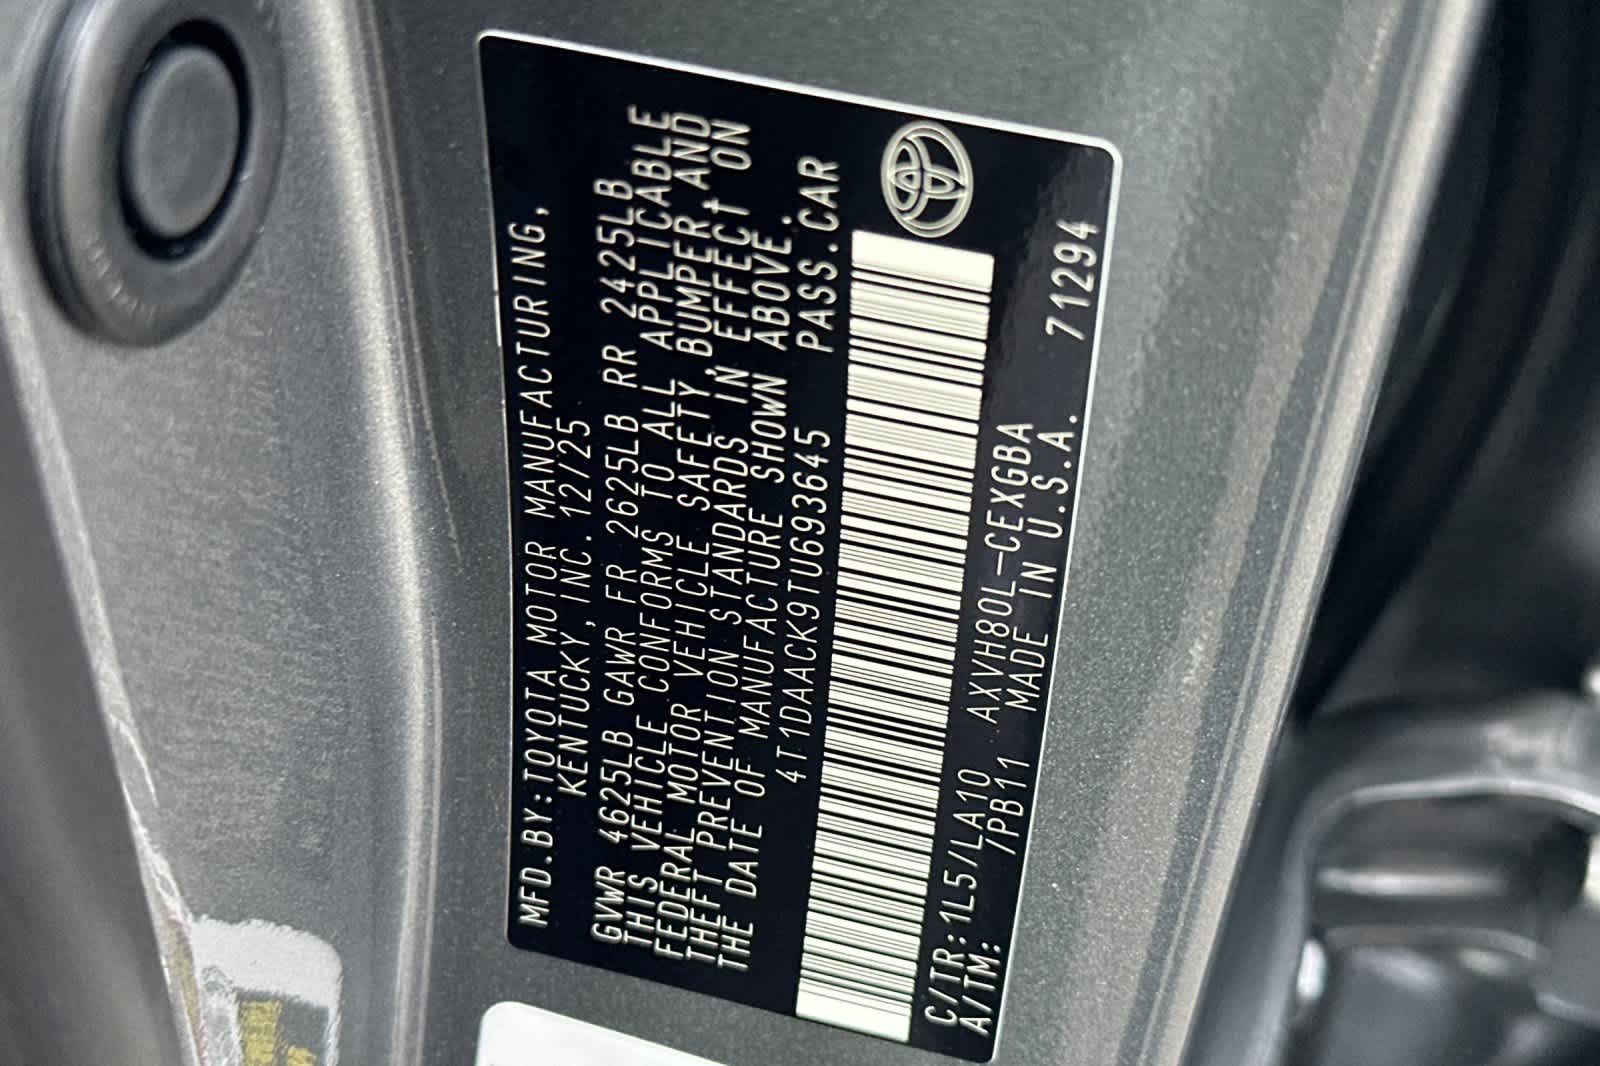 MFD.BY:TOYOTA MOTOR MANUFACTURING,
KENTUCKY, INC. 12/25
GVWR 4625LB GAWR FR 2625LB RR 2425LB
THIS VEHICLE CONFORMS TO ALL APPLICABLE
FEDERAL MOTOR VEHICLE SAFETY, BUMPER, AND
THEFT PREVENTION STANDARDS IN EFFECT ON
THE DATE OF MANUFACTURE SHOWN ABOVE.
4T1DAACK9TU693645 PASS.CAR
C/TR:1L5/LA10 AXVH80L-CEXGBA
A/TM: /PB11 MADE IN U.S.A. 71294